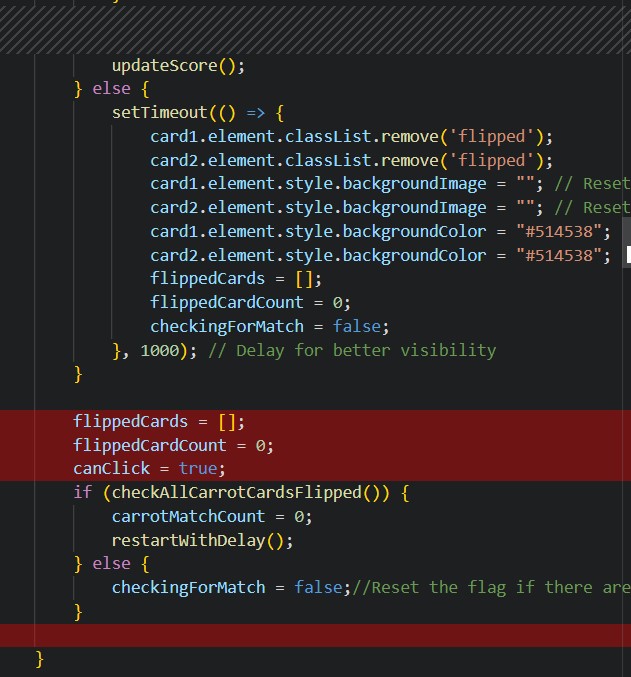 updateScore();
} else {
setTimeout(() => {
card1.element.classList.remove('flipped');
card2.element.classList.remove('flipped');
card1.element.style.backgroundImage = ""; // Reset
card2.element.style.backgroundImage = ""; // Reset
card1.element.style.backgroundColor = "#514538";
card2.element.style.backgroundColor = "#514538";
flippedCards = [];
flippedCardCount = 0;
checkingForMatch = false;
}, 1000); // Delay for better visibility
}
flippedCards = [];
flippedCardCount = 0;
canClick = true;
if (checkAllCarrotCardsFlipped()) {
carrotMatchCount = 0;
restartWithDelay();
} else {
checkingForMatch = false;//Reset the flag if there are
}
}